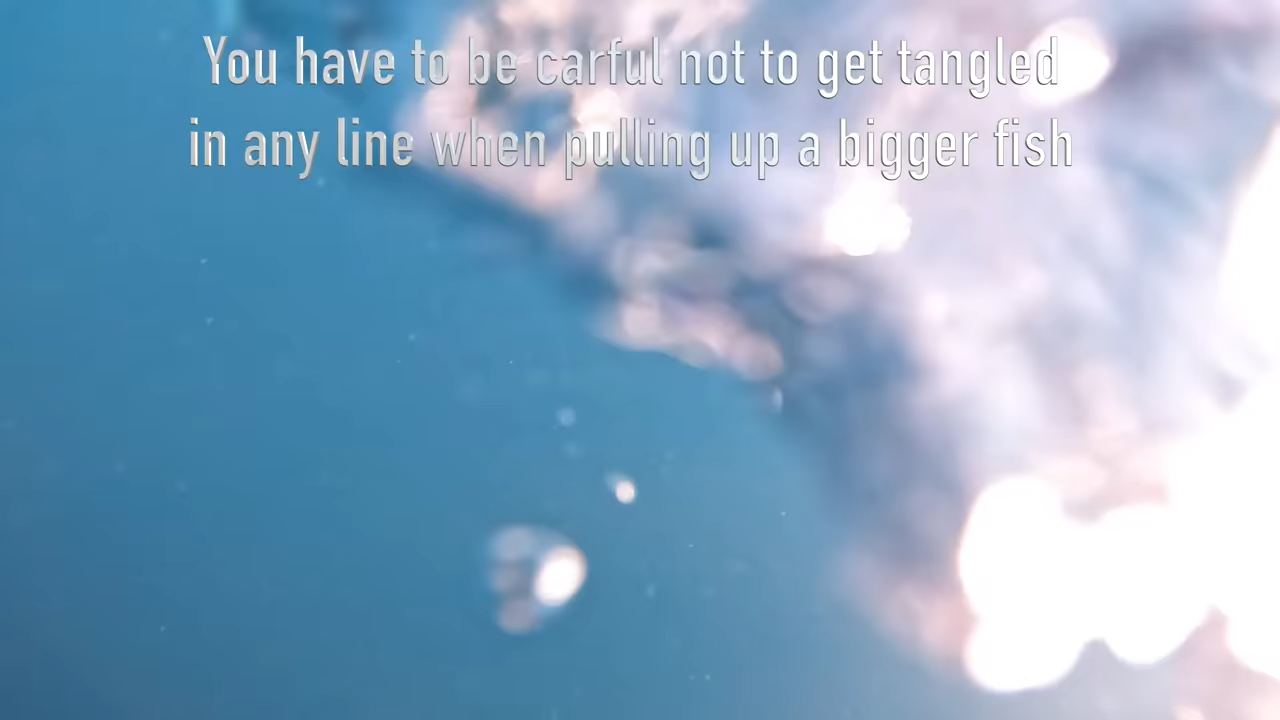 You have to be carful not to get tangled
in any line when pulling up a bigger fish